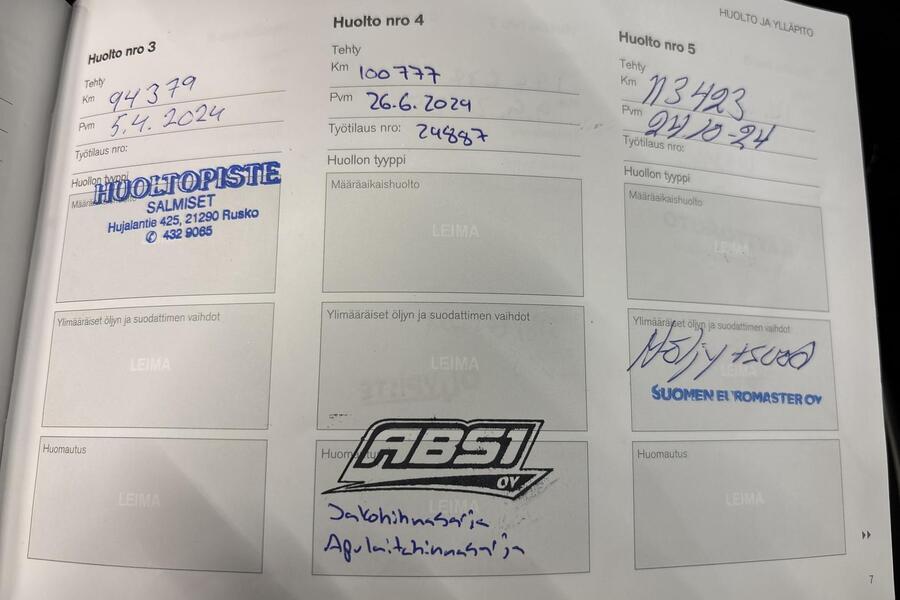 HUOLTO JA YLLÄPITO
Huolto nro 3
Tehty
Km 94379
Pvm 5.4.2024
Työtilaus nro:
Huollon tyyppi
HUOLTOPISTE
SALMISET
Hujalantie 425, 21290 Rusko
✆ 432 9065
Ylimääräiset öljyn ja suodattimen vaihdot
LEIMA
Huomautus
LEIMA
Huolto nro 4
Tehty
Km 100777
Pvm 26.6.2024
Työtilaus nro: 24887
Huollon tyyppi
Määräaikaishuolto
LEIMA
Ylimääräiset öljyn ja suodattimen vaihdot
LEIMA
ABS1
OY
Jakohihnasarja
Apulaitehihnasarja
Huolto nro 5
Tehty
Km 113423
Pvm 24/10-24
Työtilaus nro:
Huollon tyyppi
Määräaikaishuolto
LEIMA
Ylimääräiset öljyn ja suodattimen vaihdot
SUOMEN EUROMASTER OY
Huomautus
LEIMA
7